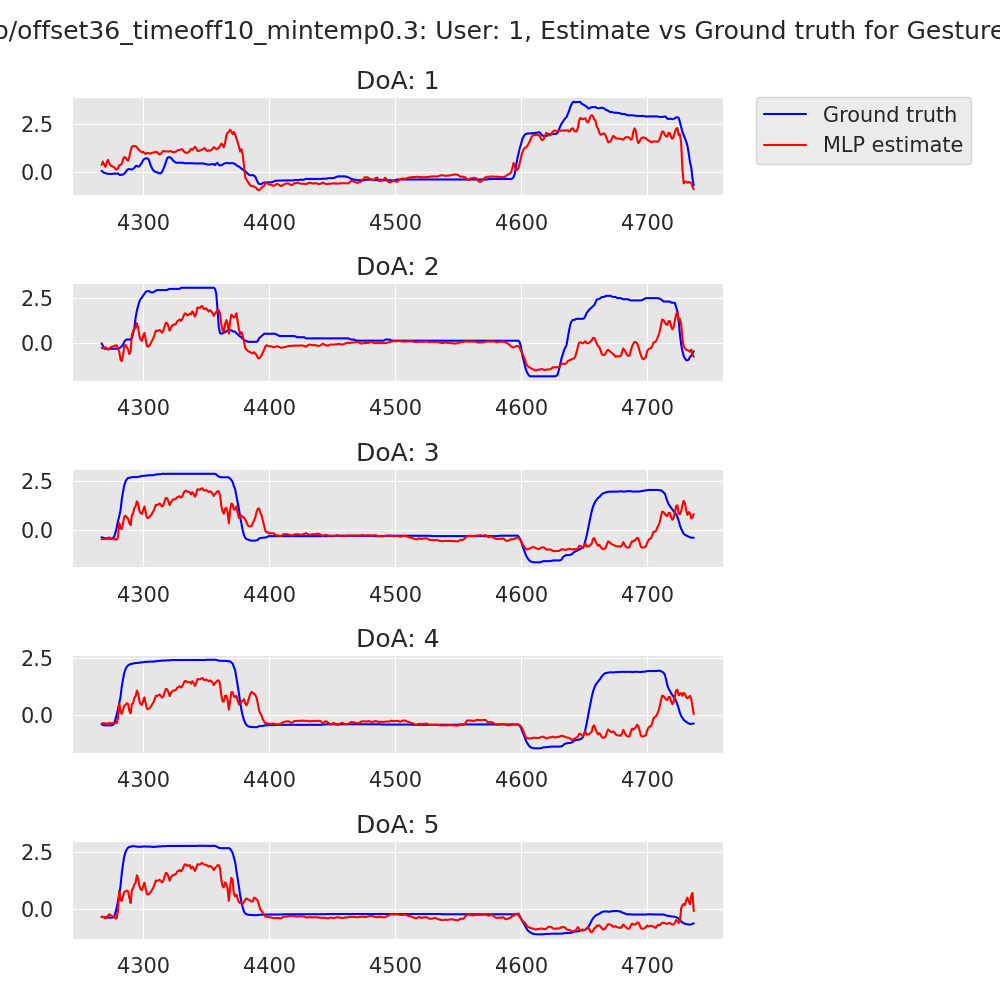 /offset36_timeoff10_mintemp0.3: User: 1, Estimate vs Ground truth for Gesture
DoA: 1
Ground truth
MLP estimate
2.5
0.0
4300 4400 4500 4600 4700
DoA: 2
2.5
0.0
4300 4400 4500 4600 4700
DoA: 3
2.5
0.0
4300 4400 4500 4600 4700
DoA: 4
2.5
0.0
4300 4400 4500 4600 4700
DoA: 5
2.5
0.0
4300 4400 4500 4600 4700